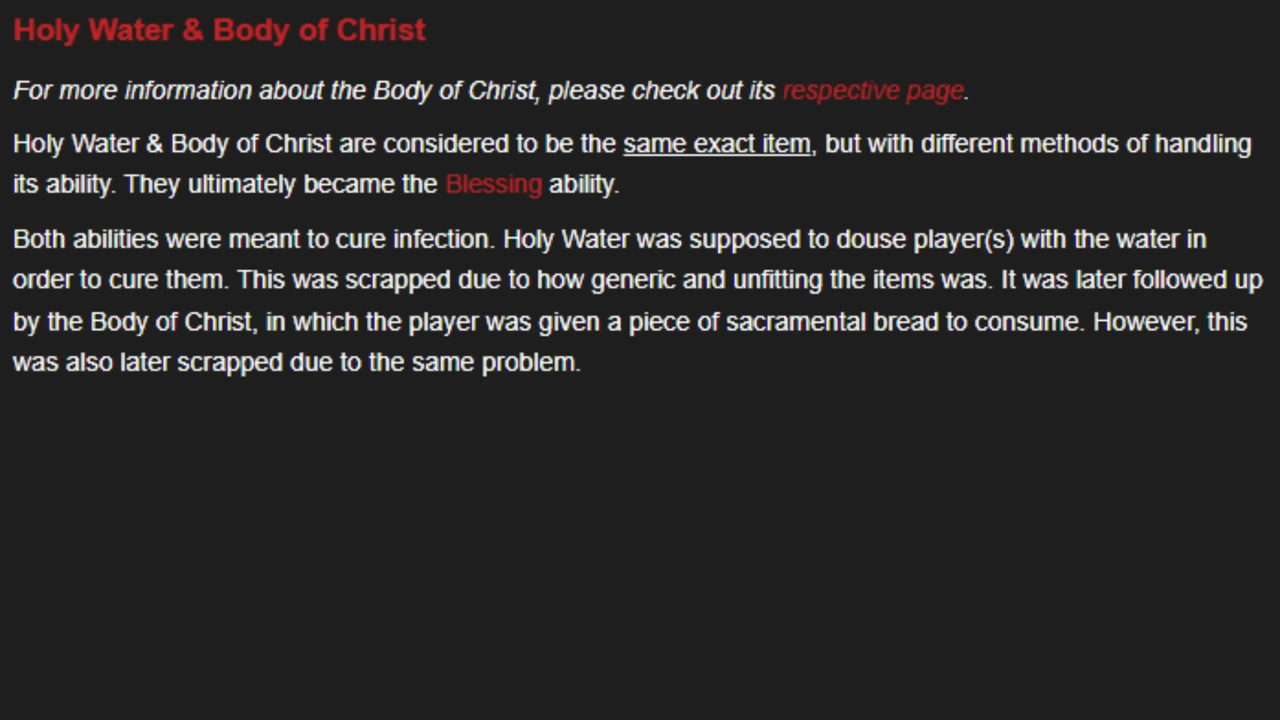 Holy Water & Body of Christ
For more information about the Body of Christ, please check out its respective page.
Holy Water & Body of Christ are considered to be the same exact item, but with different methods of handling
its ability. They ultimately became the Blessing ability.
Both abilities were meant to cure infection. Holy Water was supposed to douse player(s) with the water in
order to cure them. This was scrapped due to how generic and unfitting the items was. It was later followed up
by the Body of Christ, in which the player was given a piece of sacramental bread to consume. However, this
was also later scrapped due to the same problem.